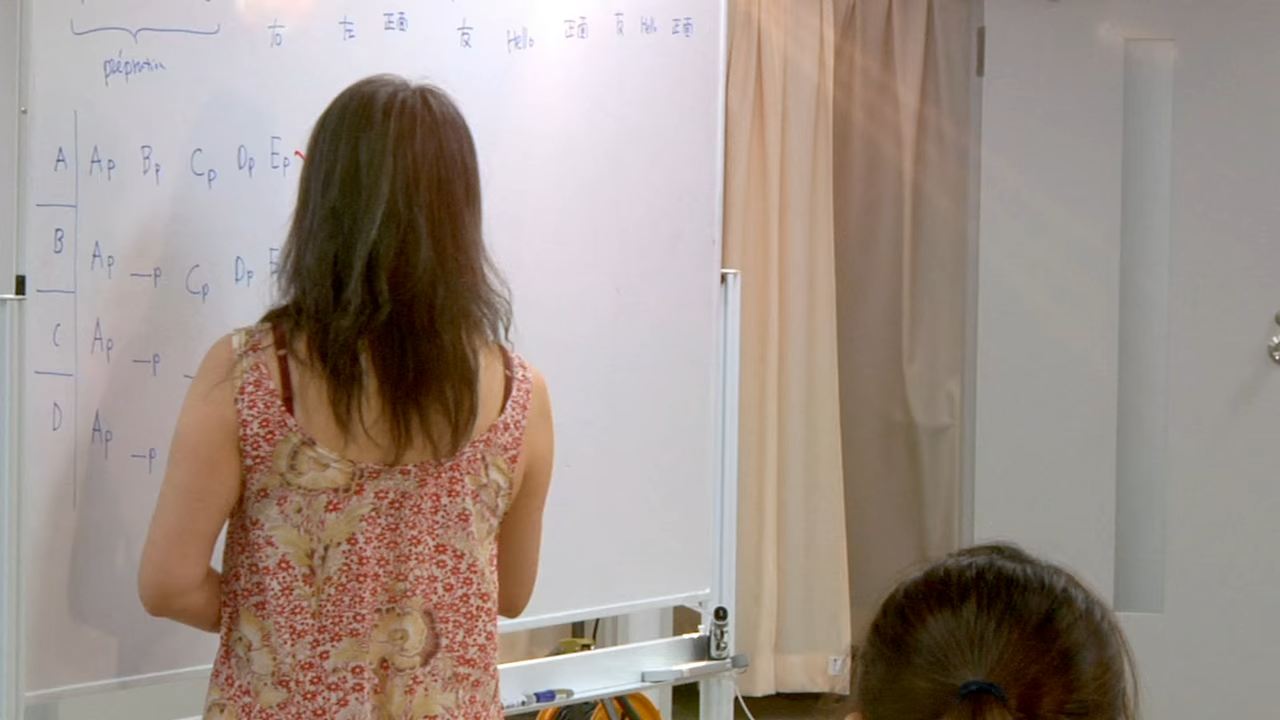 右 左 正面 友 Hello 正面 友 Hello 正面
préparation
A Ap Bp Cp Dp Ep
B Ap —p Cp Dp
C Ap —p
D Ap —p